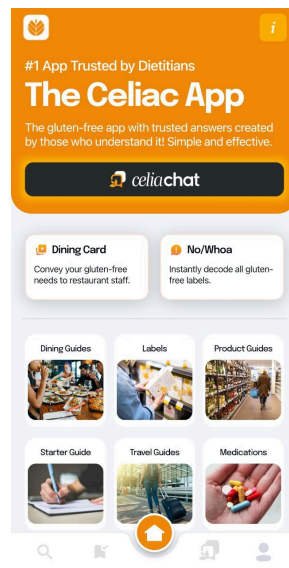 i
#1 App Trusted by Dietitians
The Celiac App
The gluten-free app with trusted answers created
by those who understand it! Simple and effective.
celiachat
Dining Card
Convey your gluten-free
needs to restaurant staff.
No/Whoa
Instantly decode all gluten-
free labels.
Dining Guides
Labels
Product Guides
Starter Guide
Travel Guides
Medications